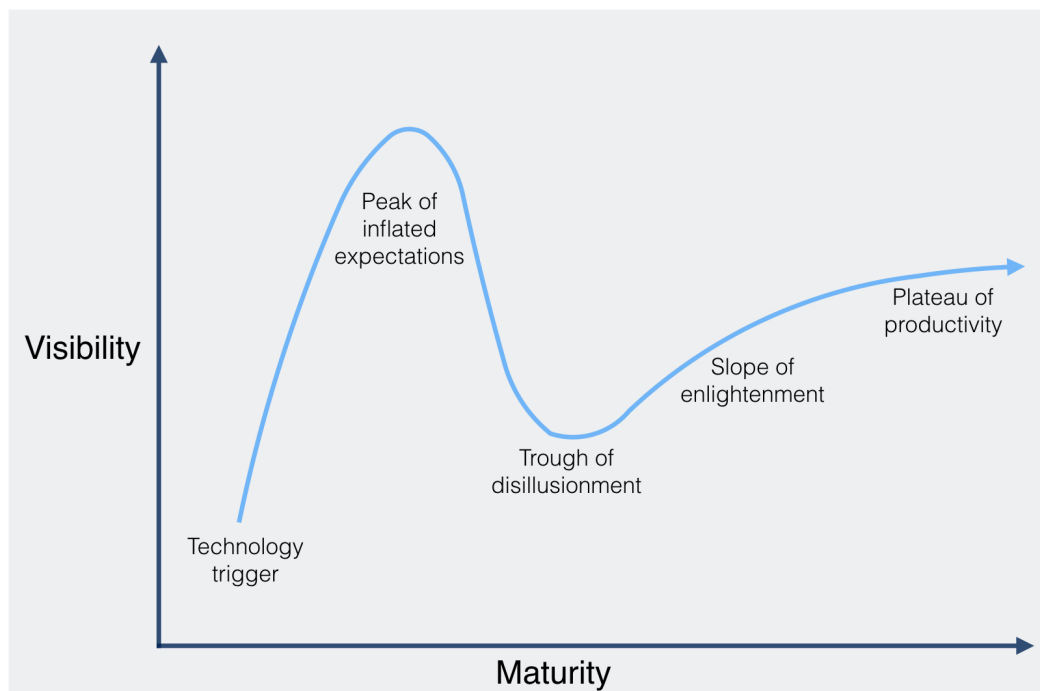 Peak of
inflated
expectations
Visibility
Plateau of
productivity
Slope of
enlightenment
Trough of
disillusionment
Technology
trigger
Maturity